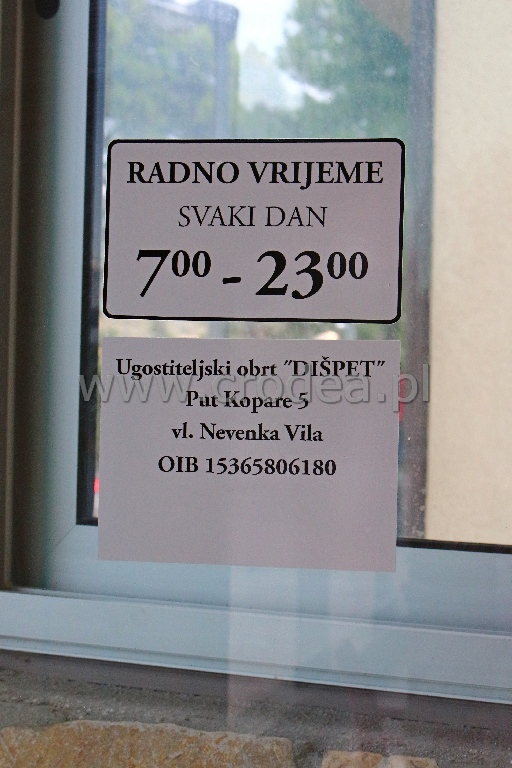 RADNO VRIJEME
SVAKI DAN
7⁰⁰ - 23⁰⁰
Ugostiteljski obrt "DIŠPET"
www.crodea.pl
Put Kopare 5
vl. Nevenka Vila
OIB 15365806180